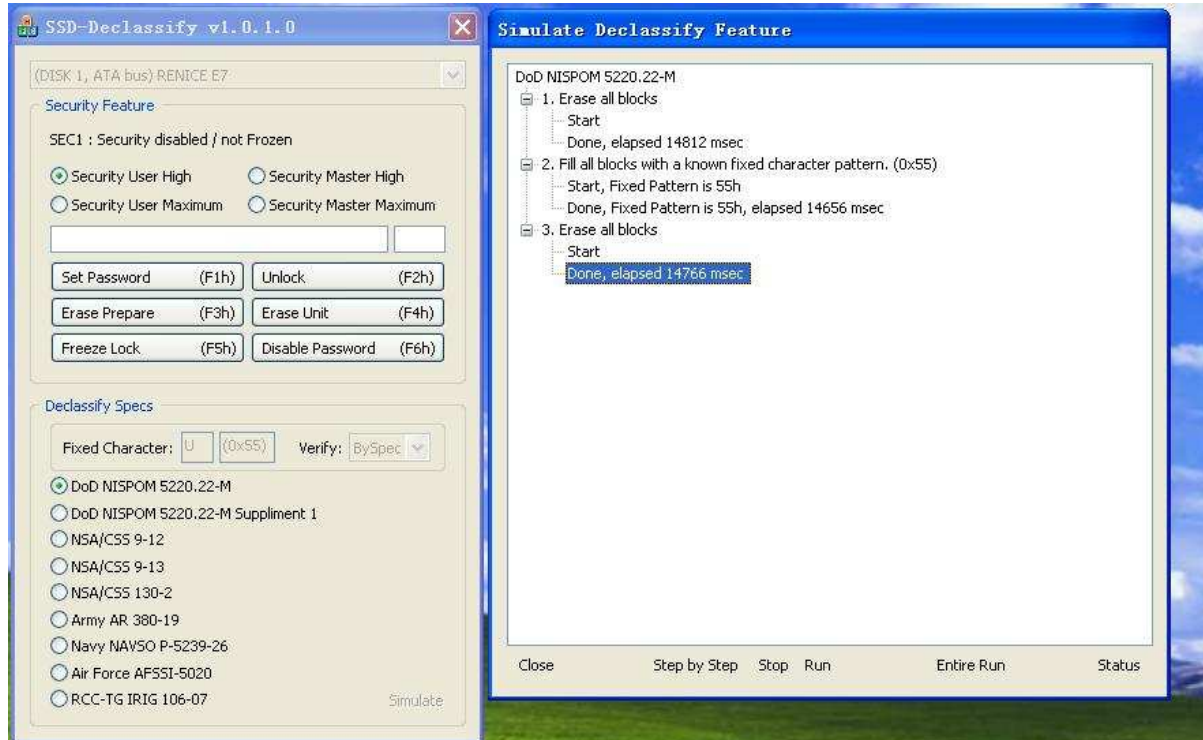 SSD-Declassify v1.0.1.0
(DISK 1, ATA bus) RENICE E7
Security Feature
SEC1 : Security disabled / not Frozen
Security User High
Security Master High
Security User Maximum
Security Master Maximum
Set Password (F1h)
Unlock (F2h)
Erase Prepare (F3h)
Erase Unit (F4h)
Freeze Lock (F5h)
Disable Password (F6h)
Declassify Specs
Fixed Character: U (0x55) Verify: BySpec
DoD NISPOM 5220.22-M
DoD NISPOM 5220.22-M Suppliment 1
NSA/CSS 9-12
NSA/CSS 9-13
NSA/CSS 130-2
Army AR 380-19
Navy NAVSO P-5239-26
Air Force AFSSI-5020
RCC-TG IRIG 106-07
Simulate
Simulate Declassify Feature
DoD NISPOM 5220.22-M
1. Erase all blocks
Start
Done, elapsed 14812 msec
2. Fill all blocks with a known fixed character pattern. (0x55)
Start, Fixed Pattern is 55h
Done, Fixed Pattern is 55h, elapsed 14656 msec
3. Erase all blocks
Start
Done, elapsed 14766 msec
Close Step by Step Stop Run Entire Run Status